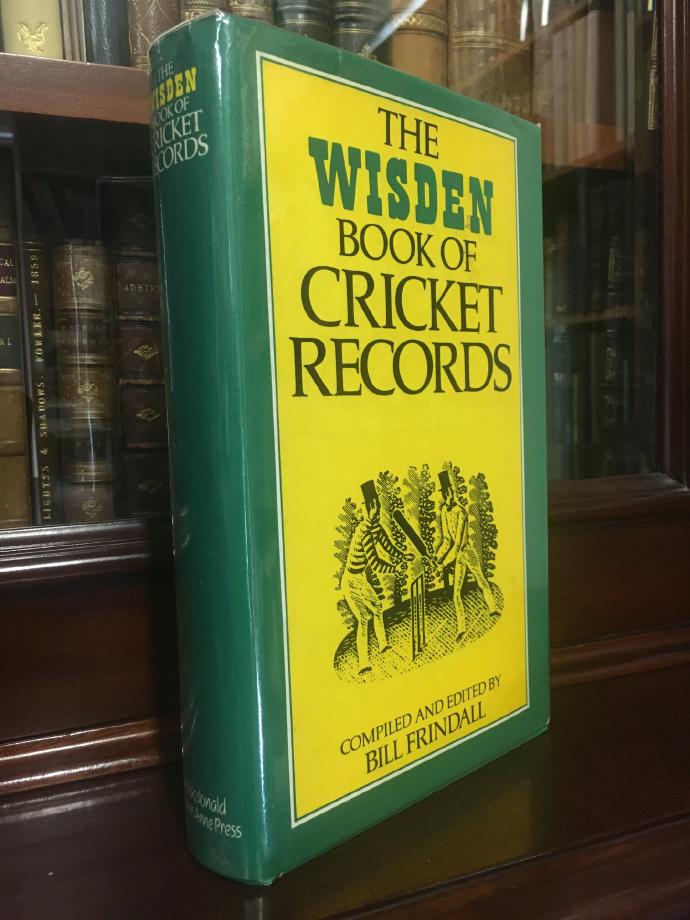 THE
WISDEN
BOOK OF
CRICKET
RECORDS
COMPILED AND EDITED BY
BILL FRINDALL
THE
WISDEN
BOOK OF
CRICKET
RECORDS
Macdonald
Anne Press
LIGHTS & SHADOWS FOWLER.— 1859